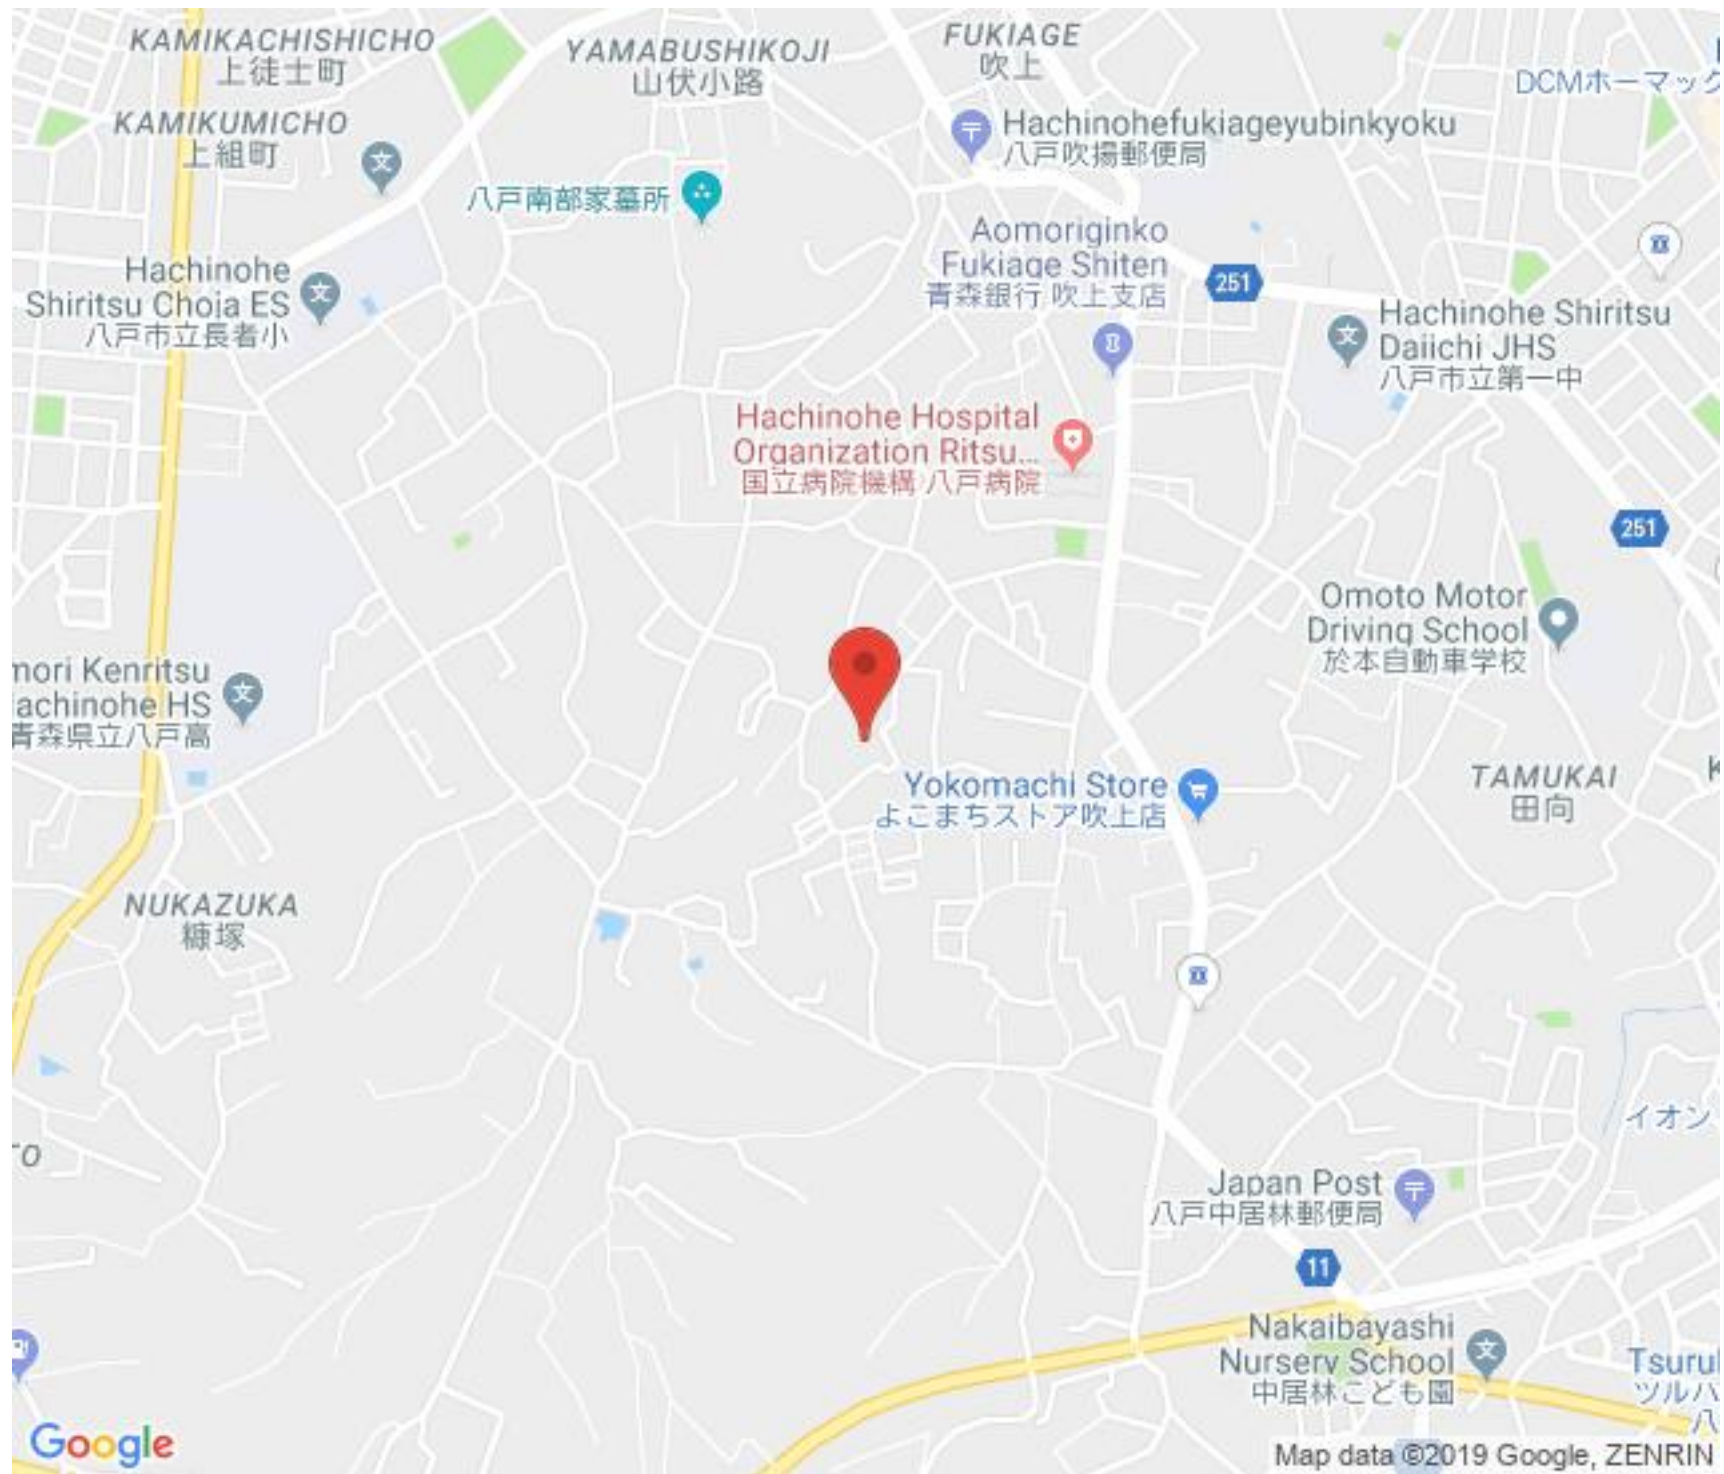 KAMIKACHISHICHO
上徒士町
YAMABUSHIKOJI
山伏小路
FUKIAGE
吹上
DCMホーマック
KAMIKUMICHO
上組町
Hachinohefukiageyubinkyoku
八戸吹揚郵便局
八戸南部家墓所
Aomoriginko
Fukiage Shiten
青森銀行 吹上支店
251
Hachinohe
Shiritsu Choja ES
八戸市立長者小
Hachinohe Shiritsu
Daiichi JHS
八戸市立第一中
Hachinohe Hospital
Organization Ritsu...
国立病院機構 八戸病院
251
Omoto Motor
Driving School
於本自動車学校
mori Kenritsu
achinohe HS
青森県立八戸高
Yokomachi Store
よこまちストア吹上店
TAMUKAI
田向
K
NUKAZUKA
糠塚
イオン
TO
Japan Post
八戸中居林郵便局
11
Nakaibayashi
Nursery School
中居林こども園
Tsuru
ツルハ
八
Google
Map data ©2019 Google, ZENRIN